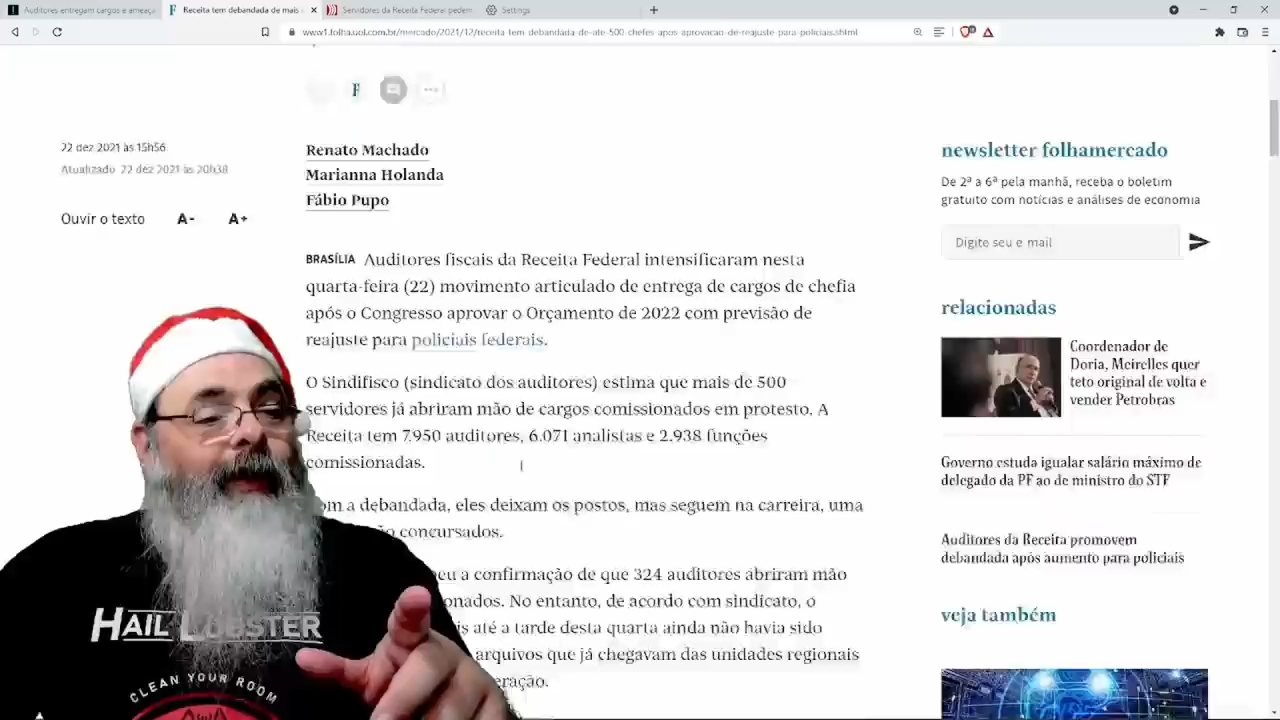 Auditores entregam cargos e ameaça
Receita tem debandada de mais
Servidores da Receita Federal pedem
Settings
www1.folha.uol.com.br/mercado/2021/12/receita-tem-debandada-de-ate-500-chefes-apos-aprovacao-de-reajuste-para-policiais.shtml
F
22 dez 2021 às 15h56
Atualizado 22 dez 2021 às 20h38
Ouvir o texto A- A+
Renato Machado
Marianna Holanda
Fábio Pupo
BRASÍLIA Auditores fiscais da Receita Federal intensificaram nesta
quarta-feira (22) movimento articulado de entrega de cargos de chefia
após o Congresso aprovar o Orçamento de 2022 com previsão de
reajuste para policiais federais.
O Sindifisco (sindicato dos auditores) estima que mais de 500
servidores já abriram mão de cargos comissionados em protesto. A
Receita tem 7.950 auditores, 6.071 analistas e 2.938 funções
comissionadas.
om a debandada, eles deixam os postos, mas seguem na carreira, uma
ão concursados.
eu a confirmação de que 324 auditores abriram mão
onados. No entanto, de acordo com sindicato, o
is até a tarde desta quarta ainda não havia sido
arquivos que já chegavam das unidades regionais
eração.
newsletter folhamercado
De 2ª a 6ª pela manhã, receba o boletim
gratuito com notícias e análises de economia
Digite seu e-mail
relacionadas
Coordenador de
Doria, Meirelles quer
teto original de volta e
vender Petrobras
Governo estuda igualar salário máximo de
delegado da PF ao de ministro do STF
Auditores da Receita promovem
debandada após aumento para policiais
veja também
HAIL LOBSTER
CLEAN YOUR ROOM